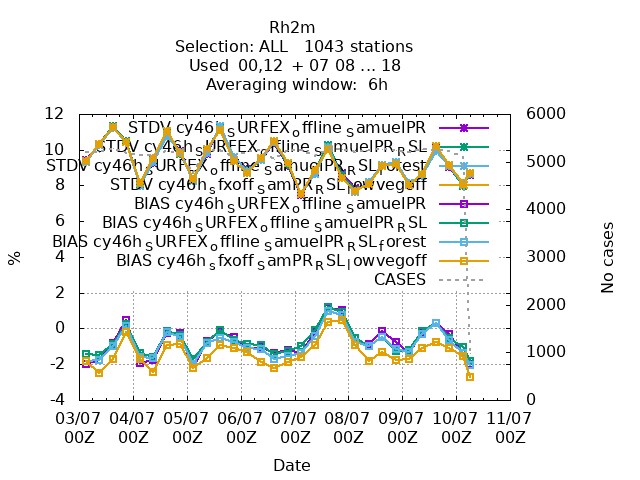 Rh2m
Selection: ALL 1043 stations
Used 00,12 + 07 08 ... 18
Averaging window: 6h
12 6000
10 5000
8 4000
6 3000
4 2000
2 1000
0 0
-2
-4
%
No cases
STDV cy46h_SURFEX_offline_SamuelPR
STDV cy46h_SURFEX_offline_SamuelPR_RSL
STDV cy46h_SURFEX_offline_SamuelPR_RSL_forest
STDV cy46h_sfxoff_SamPR_RSL_lowvegoff
BIAS cy46h_SURFEX_offline_SamuelPR
BIAS cy46h_SURFEX_offline_SamuelPR_RSL
BIAS cy46h_SURFEX_offline_SamuelPR_RSL_forest
BIAS cy46h_sfxoff_SamPR_RSL_lowvegoff
CASES
03/07 04/07 05/07 06/07 07/07 08/07 09/07 10/07 11/07
00Z 00Z 00Z 00Z 00Z 00Z 00Z 00Z 00Z
Date